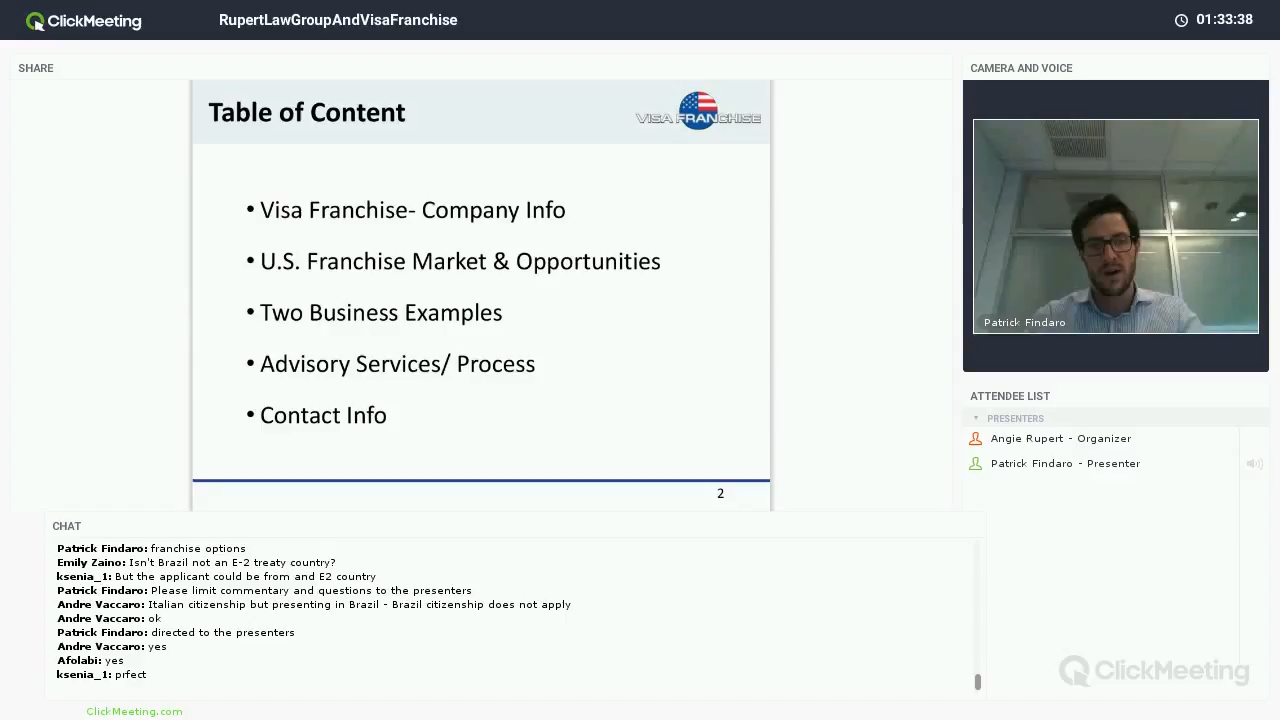 ClickMeeting
RupertLawGroupAndVisaFranchise
01:33:38
SHARE
Table of Content
VISA FRANCHISE
• Visa Franchise- Company Info
• U.S. Franchise Market & Opportunities
• Two Business Examples
• Advisory Services/ Process
• Contact Info
2
CAMERA AND VOICE
Patrick Findaro
ATTENDEE LIST
PRESENTERS
Angie Rupert - Organizer
Patrick Findaro - Presenter
CHAT
Patrick Findaro: franchise options
Emily Zaino: Isn't Brazil not an E-2 treaty country?
ksenia_1: But the applicant could be from and E2 country
Patrick Findaro: Please limit commentary and questions to the presenters
Andre Vaccaro: Italian citizenship but presenting in Brazil - Brazil citizenship does not apply
Andre Vaccaro: ok
Patrick Findaro: directed to the presenters
Andre Vaccaro: yes
Afolabi: yes
ksenia_1: prfect
ClickMeeting
ClickMeeting.com